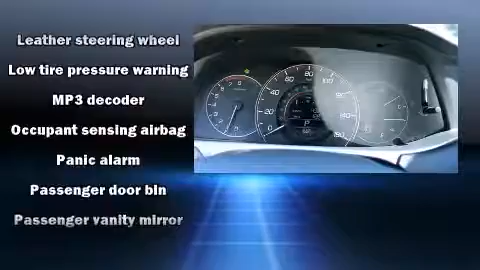 Leather steering wheel
Low tire pressure warning
MP3 decoder
Occupant sensing airbag
Panic alarm
Passenger door bin
Passenger vanity mirror